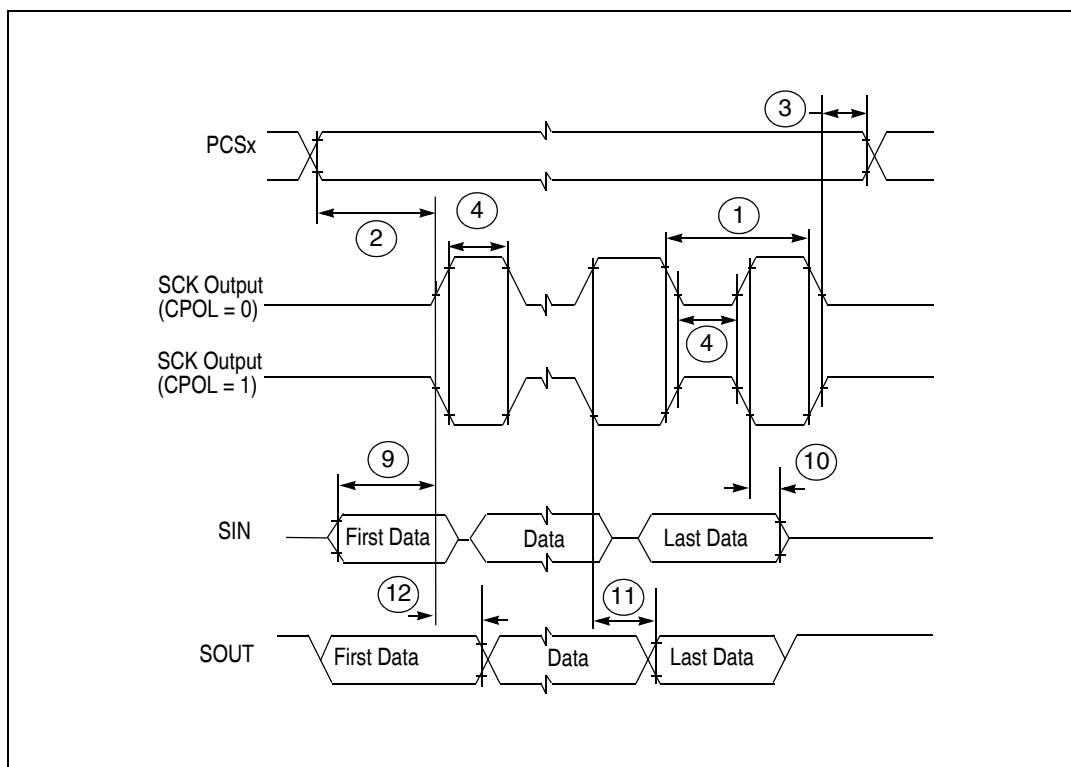 3
PCSx
4
1
2
SCK Output
(CPOL = 0)
4
SCK Output
(CPOL = 1)
9
10
SIN
First Data
Data
Last Data
12
11
SOUT
First Data
Data
Last Data